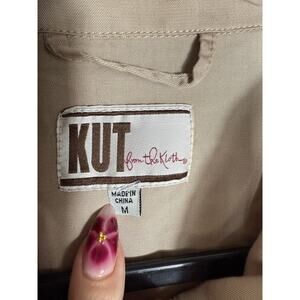 KUT from the Kloth®
MADE IN
CHINA
M